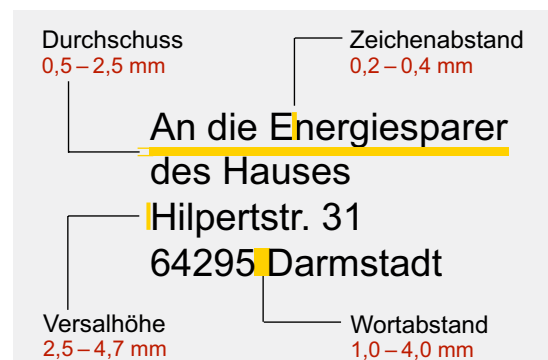 Durchschuss
0,5 – 2,5 mm
Zeichenabstand
0,2 – 0,4 mm
An die Energiesparer
des Hauses
Hilpertstr. 31
64295 Darmstadt
Versalhöhe
2,5 – 4,7 mm
Wortabstand
1,0 – 4,0 mm